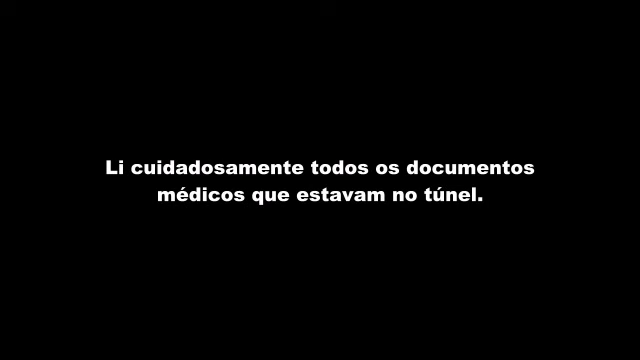 Li cuidadosamente todos os documentos
médicos que estavam no túnel.